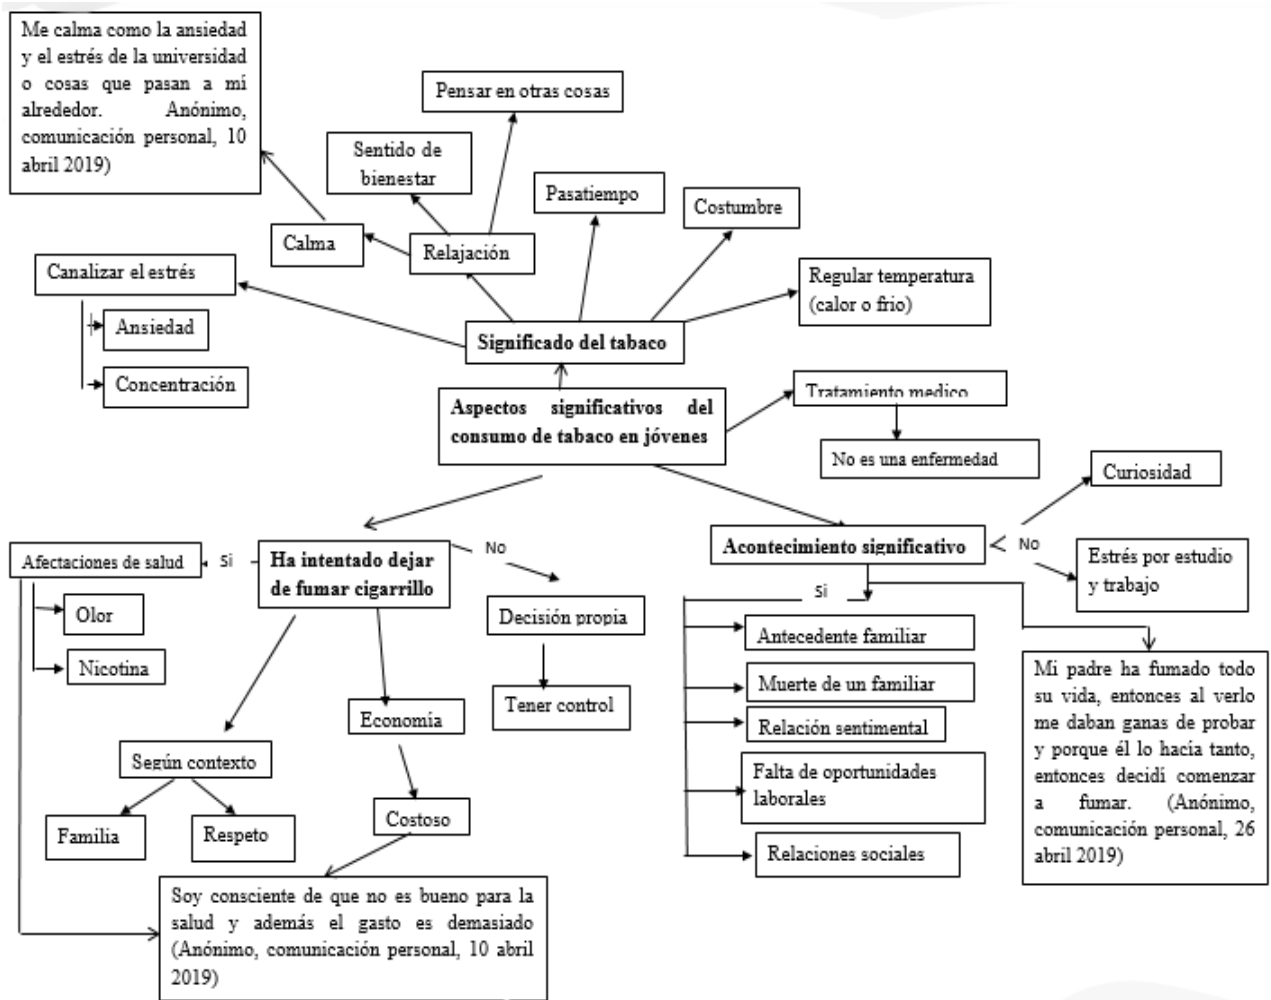 Me calma como la ansiedad
y el estrés de la universidad
o cosas que pasan a mí
alrededor. Anónimo,
comunicación personal, 10
abril 2019)
Pensar en otras cosas
Sentido de
bienestar
Pasatiempo
Costumbre
Calma
Relajación
Canalizar el estrés
Ansiedad
Concentración
Regular temperatura
(calor o frio)
Significado del tabaco
Aspectos significativos del
consumo de tabaco en jóvenes
Tratamiento medico
No es una enfermedad
Curiosidad
Acontecimiento significativo
No
Estrés por estudio
y trabajo
Si
Antecedente familiar
Muerte de un familiar
Relación sentimental
Falta de oportunidades
laborales
Relaciones sociales
Mi padre ha fumado todo
su vida, entonces al verlo
me daban ganas de probar
y porque él lo hacía tanto,
entonces decidí comenzar
a fumar. (Anónimo,
comunicación personal, 26
abril 2019)
Afectaciones de salud
Si
Ha intentado dejar
de fumar cigarrillo
No
Olor
Nicotina
Decisión propia
Tener control
Economía
Según contexto
Familia
Respeto
Costoso
Soy consciente de que no es bueno para la
salud y además el gasto es demasiado
(Anónimo, comunicación personal, 10 abril
2019)